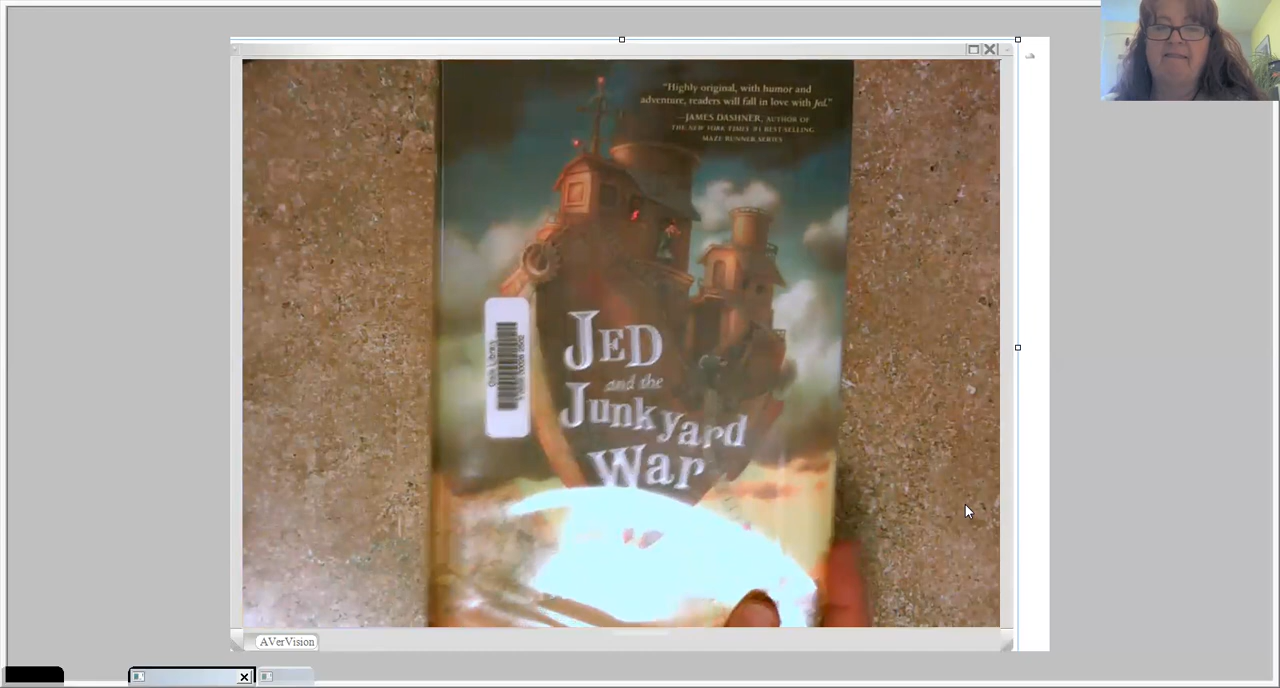 "Highly original, with humor and
adventure, readers will fall in love with Jed."
—JAMES DASHNER, AUTHOR OF
THE NEW YORK TIMES #1 BEST-SELLING
MAZE RUNNER SERIES
JED
and the
Junkyard
War
AVerVision